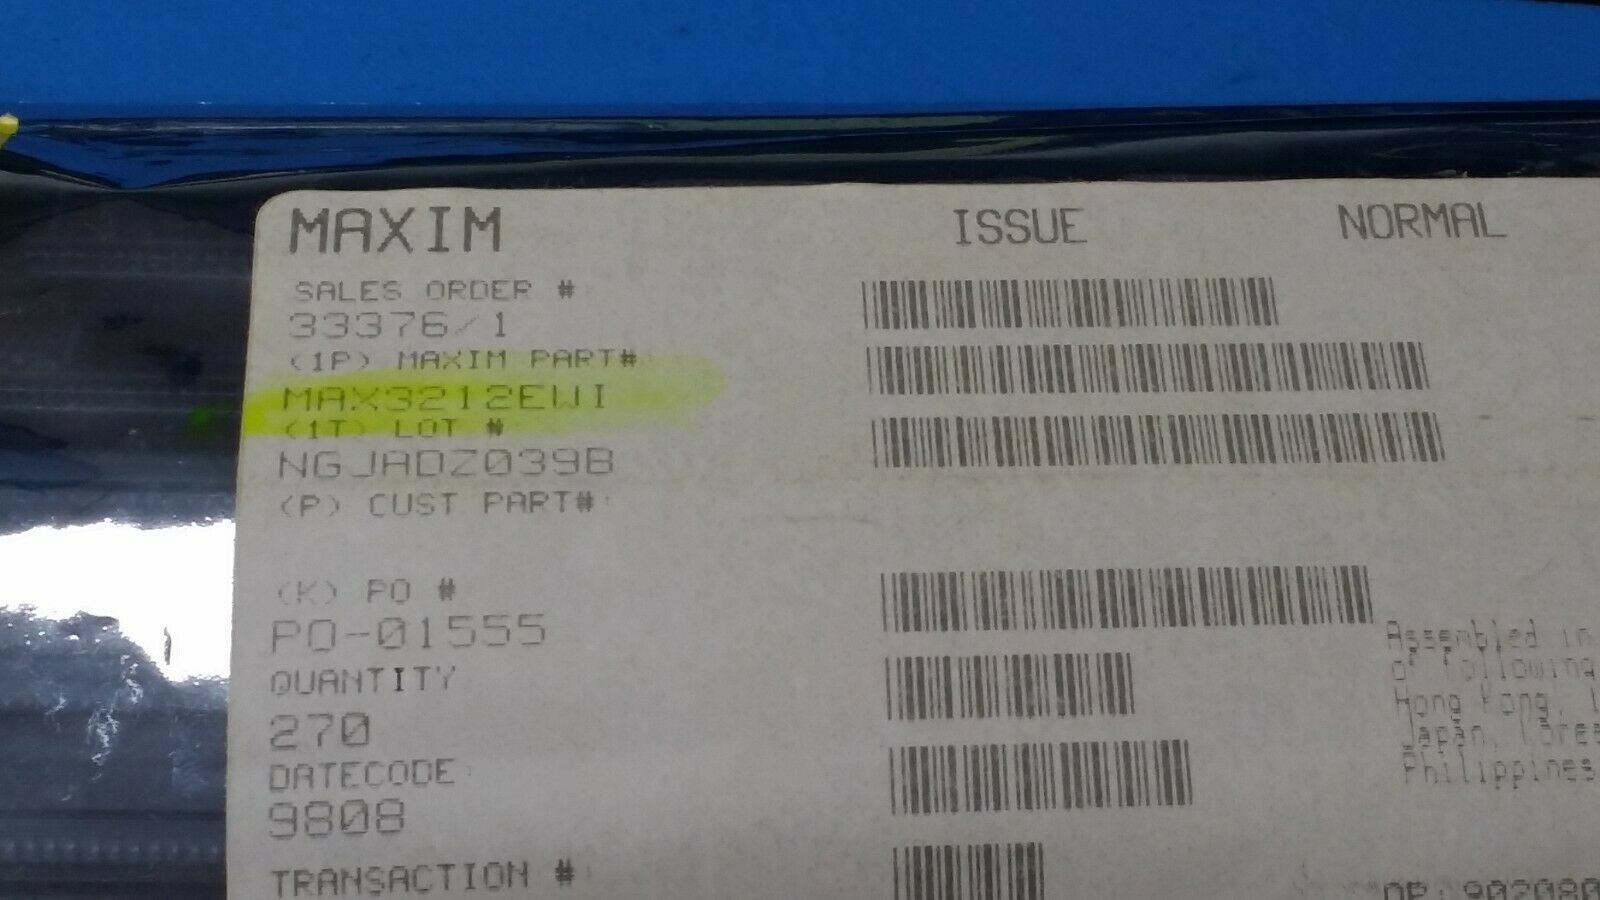 MAXIM ISSUE NORMAL
SALES ORDER #:
33376/1
(1P) MAXIM PART#:
MAX3212EWI
(1T) LOT #:
NGJADZ039B
(P) CUST PART#:
(K) PO #
PO-01555
QUANTITY
270
DATECODE:
9808
TRANSACTION #:
Assembled in
of following
Hong Kong,
Japan, Korea
Philippines